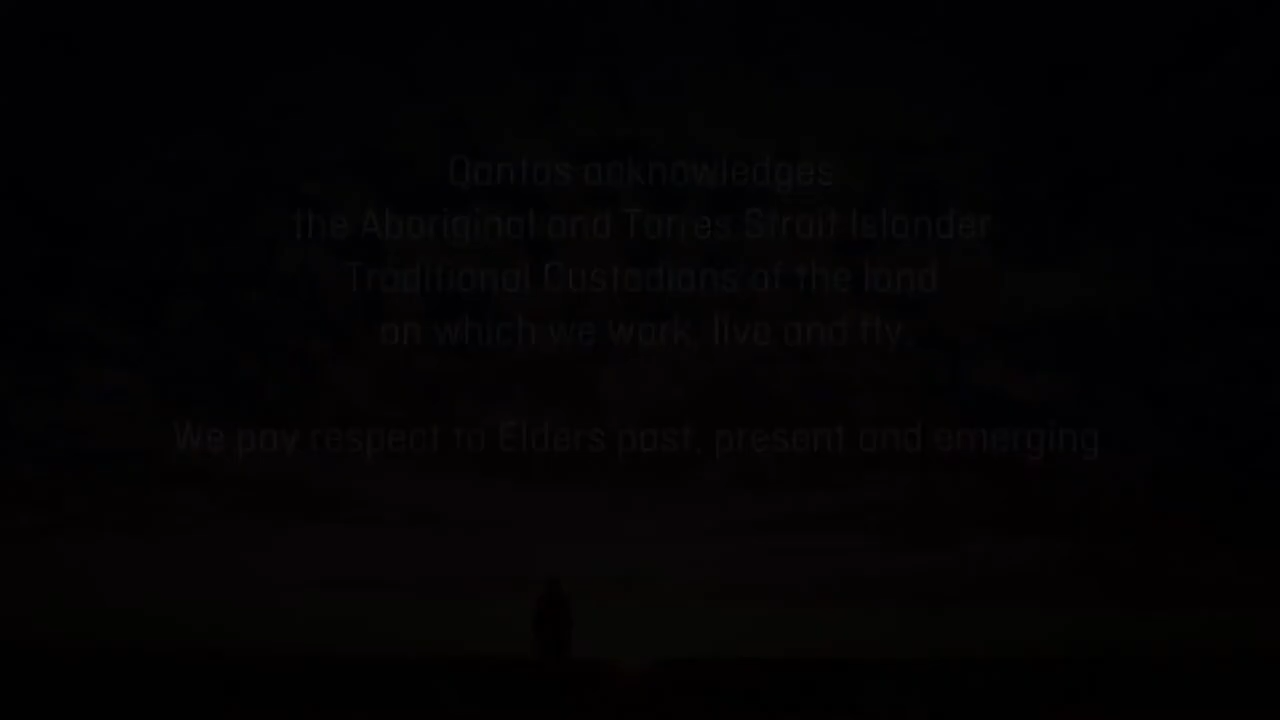 Qantas acknowledges
the Aboriginal and Torres Strait Islander
Traditional Custodians of the land
on which we work, live and fly.
We pay respect to Elders past, present and emerging